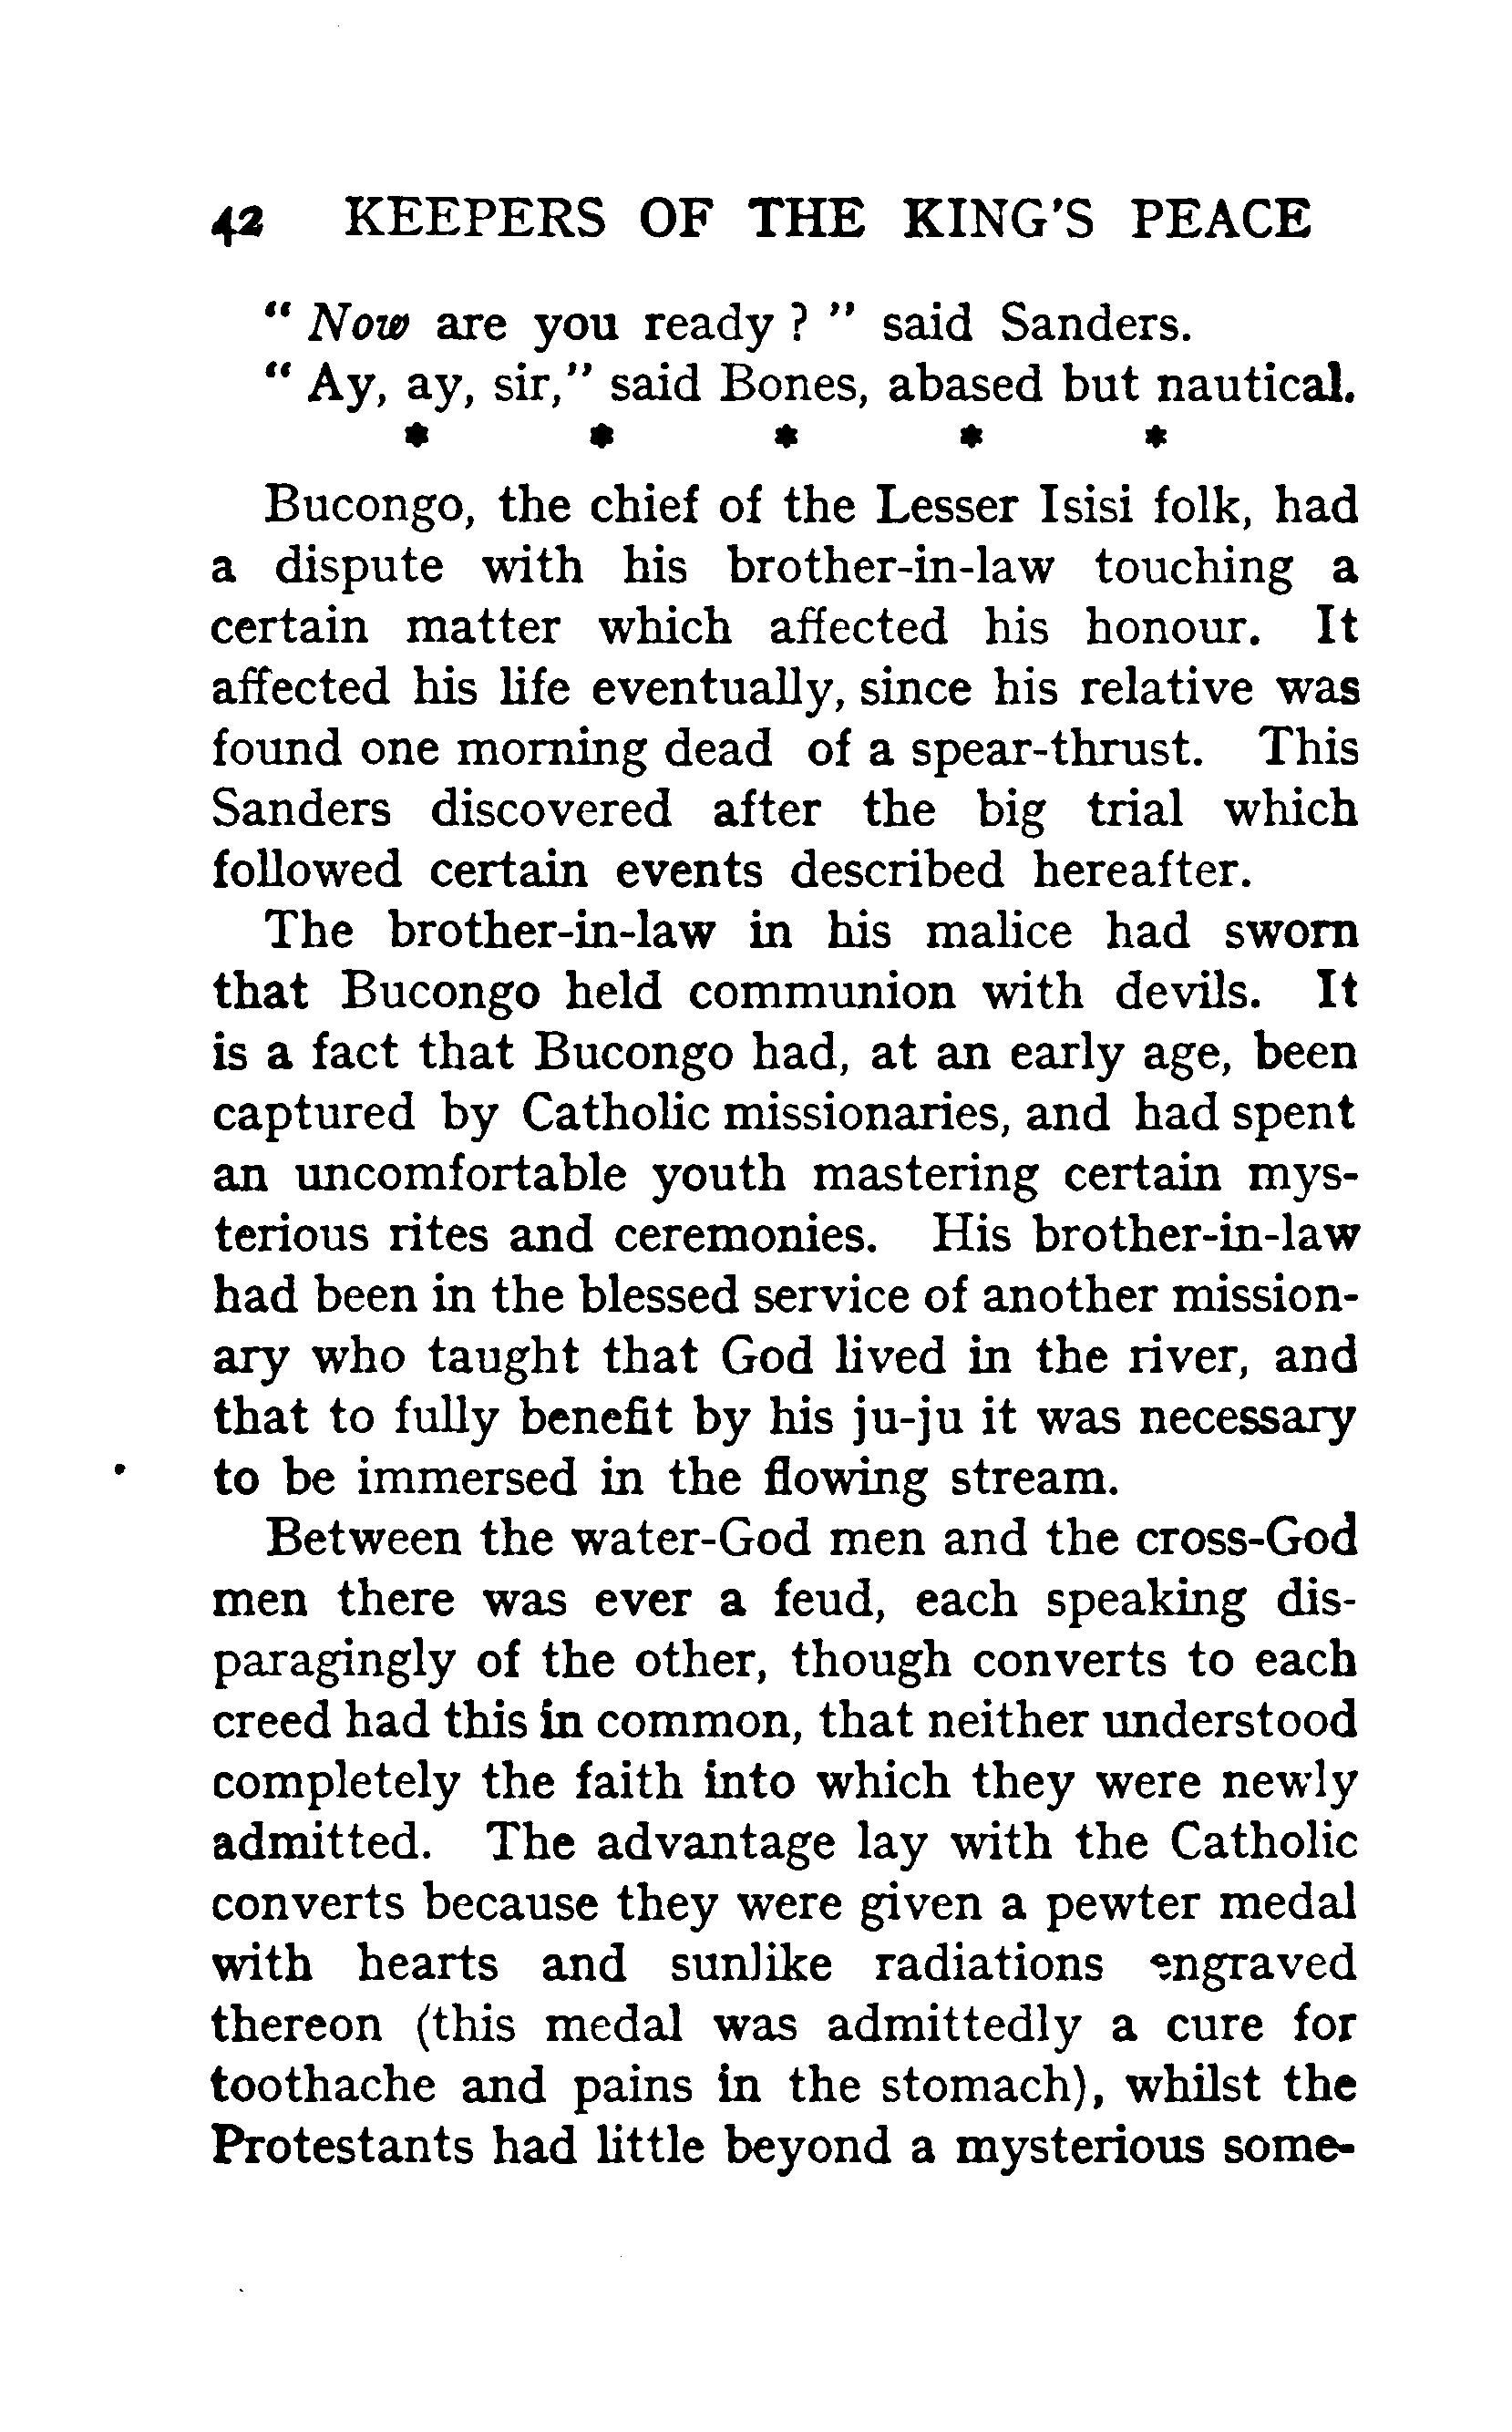 42 KEEPERS OF THE KING'S PEACE
" Now are you ready ? " said Sanders.
" Ay, ay, sir," said Bones, abased but nautical.
* * * * *
Bucongo, the chief of the Lesser Isisi folk, had
a dispute with his brother-in-law touching a
certain matter which affected his honour. It
affected his life eventually, since his relative was
found one morning dead of a spear-thrust. This
Sanders discovered after the big trial which
followed certain events described hereafter.
The brother-in-law in his malice had sworn
that Bucongo held communion with devils. It
is a fact that Bucongo had, at an early age, been
captured by Catholic missionaries, and had spent
an uncomfortable youth mastering certain mys-
terious rites and ceremonies. His brother-in-law
had been in the blessed service of another mission-
ary who taught that God lived in the river, and
that to fully benefit by his ju-ju it was necessary
to be immersed in the flowing stream.
Between the water-God men and the cross-God
men there was ever a feud, each speaking dis-
paragingly of the other, though converts to each
creed had this in common, that neither understood
completely the faith into which they were newly
admitted. The advantage lay with the Catholic
converts because they were given a pewter medal
with hearts and sunlike radiations engraved
thereon (this medal was admittedly a cure for
toothache and pains in the stomach), whilst the
Protestants had little beyond a mysterious some-